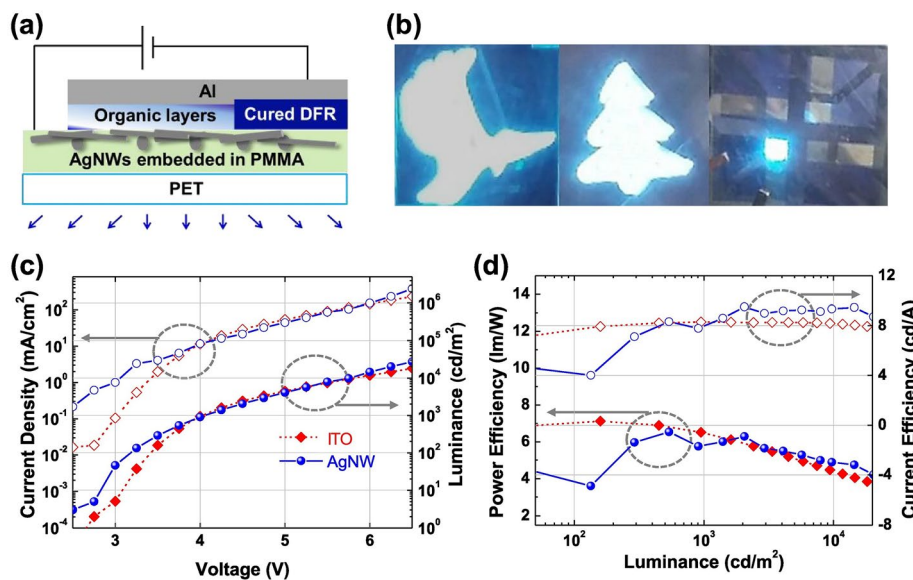 (a)
Al
Organic layers
Cured DFR
AgNWs embedded in PMMA
PET
(b)
(c)
Current Density (mA/cm²)
10²
10¹
10⁰
10⁻¹
10⁻²
10⁻³
10⁻⁴
3
4
5
6
Voltage (V)
ITO
AgNW
10⁶
10⁵
10⁴
10³
10²
10¹
10⁰
Luminance (cd/m²)
(d)
Power Efficiency (lm/W)
14
12
10
8
6
4
2
10²
10³
10⁴
Luminance (cd/m²)
12
8
4
0
-4
-8
Current Efficiency (cd/A)